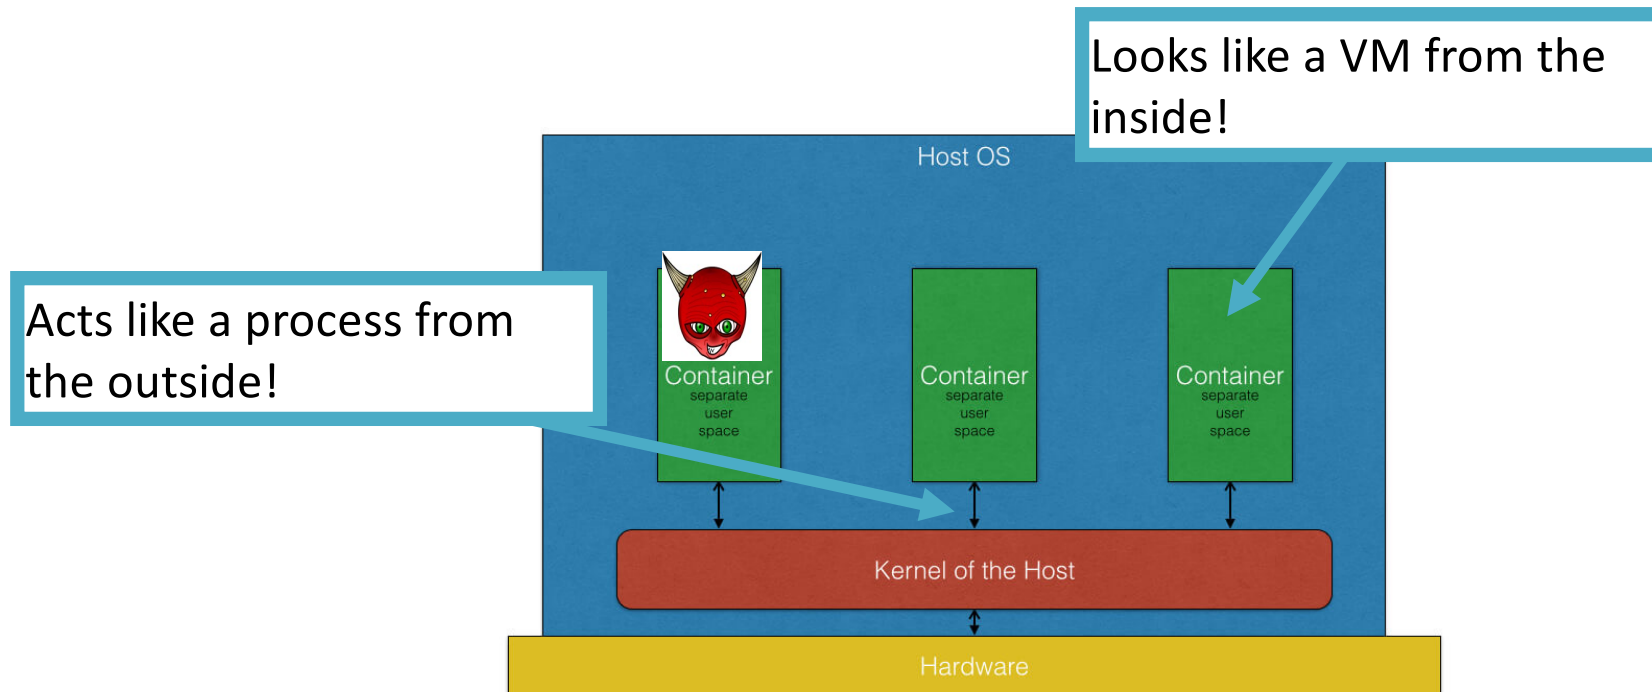 Looks like a VM from the
inside!
Host OS
Acts like a process from
the outside!
Container
separate
user
space
Container
separate
user
space
Container
separate
user
space
Kernel of the Host
Hardware